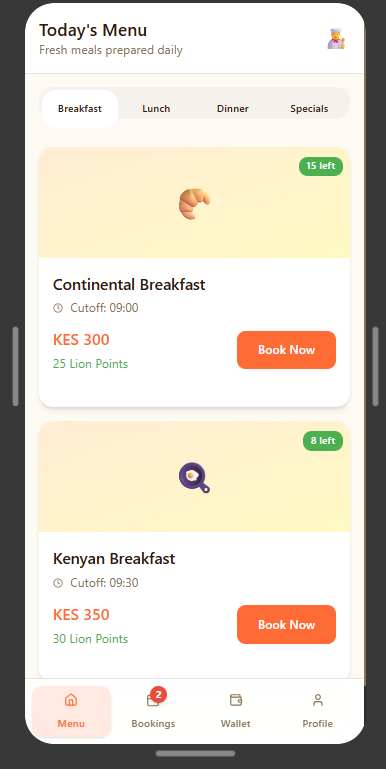 Today's Menu
Fresh meals prepared daily
Breakfast Lunch Dinner Specials
15 left
Continental Breakfast
Cutoff: 09:00
KES 300
25 Lion Points
Book Now
8 left
Kenyan Breakfast
Cutoff: 09:30
KES 350
30 Lion Points
Book Now
2
Menu Bookings Wallet Profile